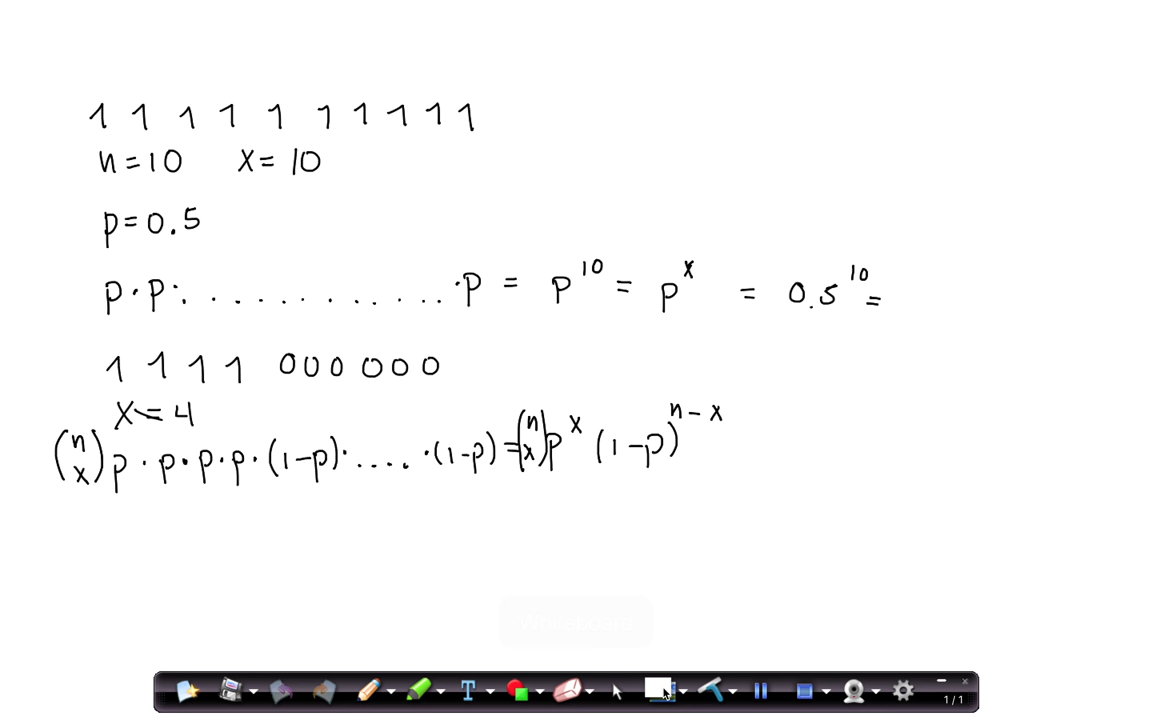 1 1 1 1 1 1 1 1 1 1
n=10 x=10
p=0.5
p·p·. . . . . . . . . . . .·p = p^10 = p^x = 0.5^10 =
1 1 1 1 0 0 0 0 0 0
x=4
(n x) p·p·p·p·(1-p)·....·(1-p) = (n x) p^x (1-p)^n-x
T
1/1